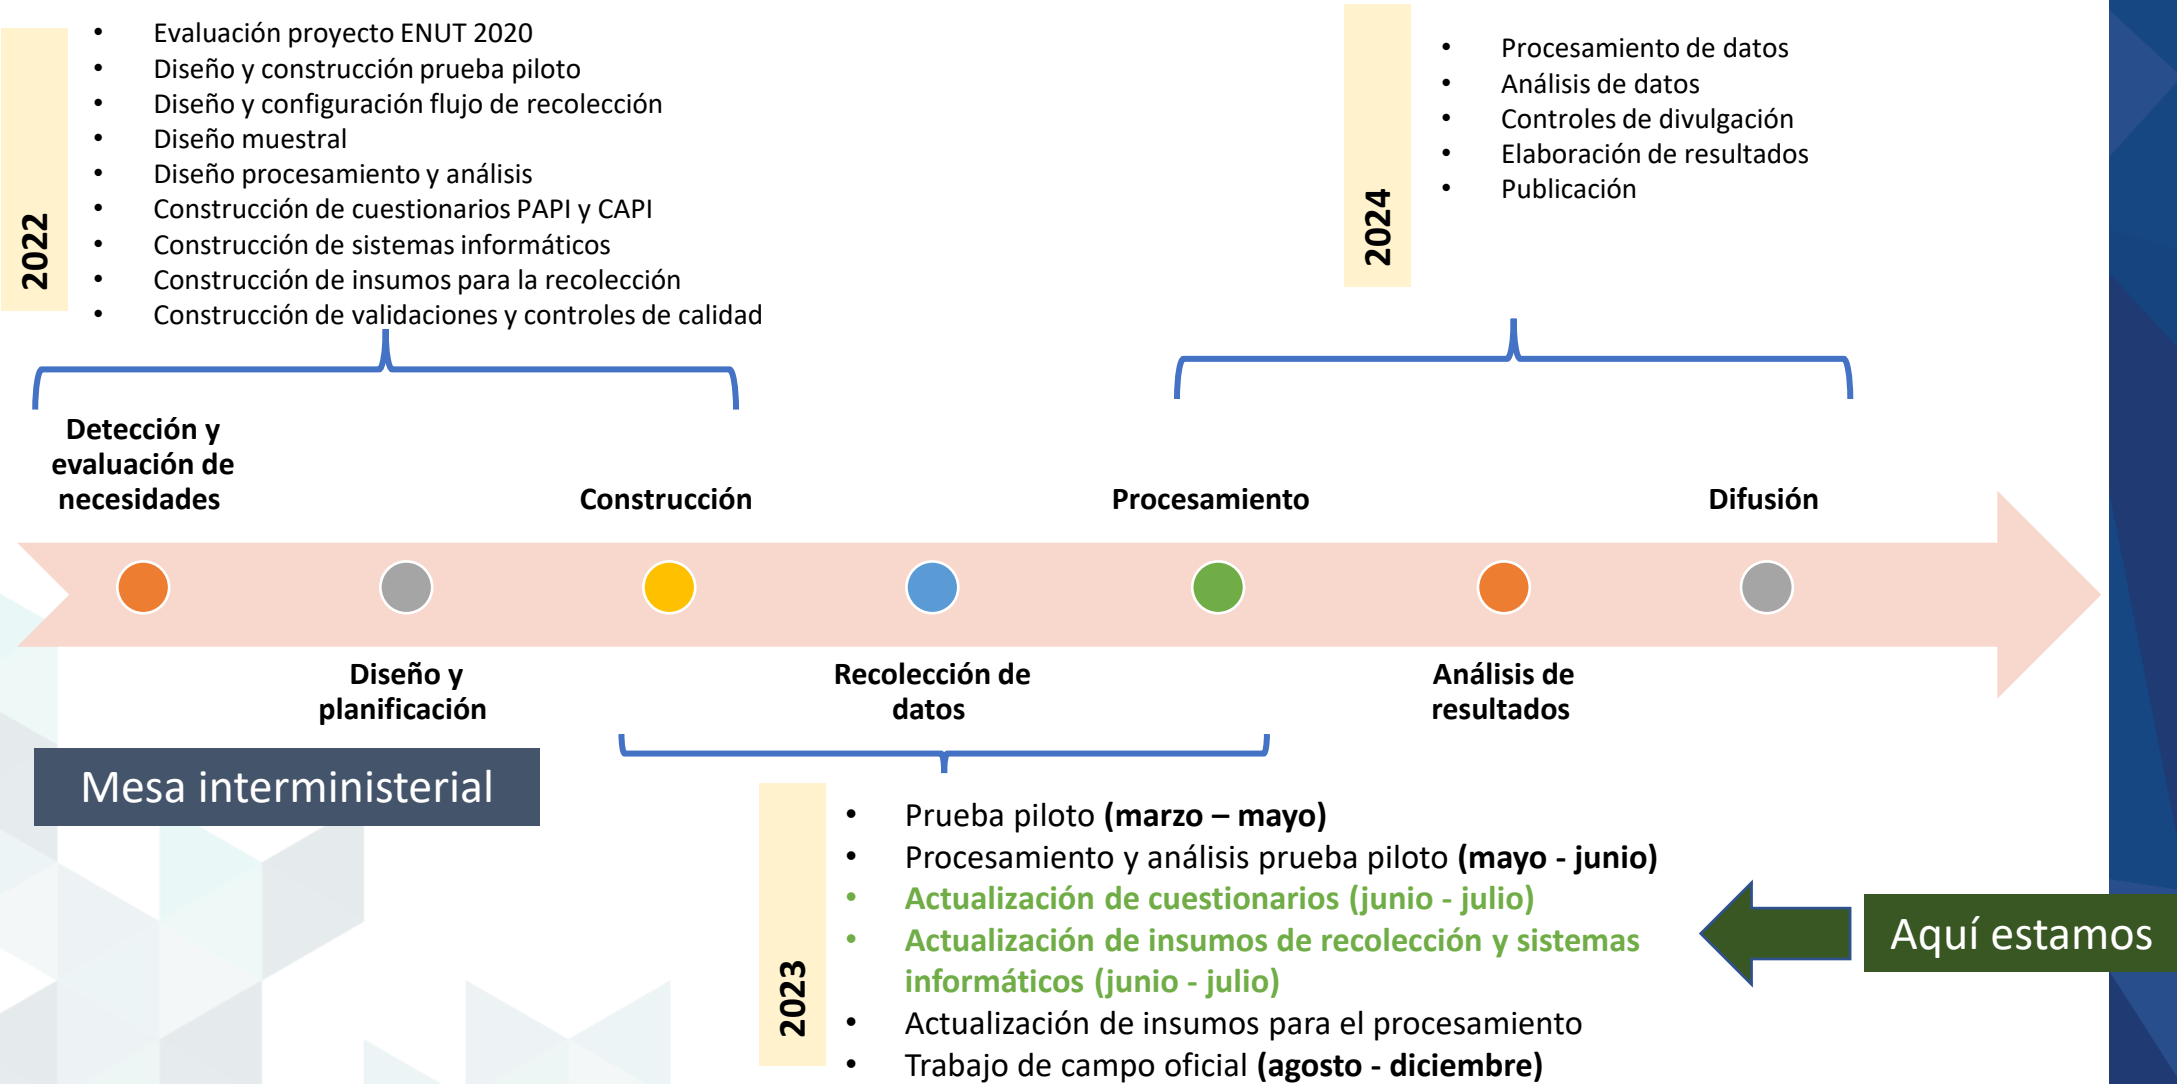 2022
• Evaluación proyecto ENUT 2020
• Diseño y construcción prueba piloto
• Diseño y configuración flujo de recolección
• Diseño muestral
• Diseño procesamiento y análisis
• Construcción de cuestionarios PAPI y CAPI
• Construcción de sistemas informáticos
• Construcción de insumos para la recolección
• Construcción de validaciones y controles de calidad
2024
• Procesamiento de datos
• Análisis de datos
• Controles de divulgación
• Elaboración de resultados
• Publicación
Detección y
evaluación de
necesidades
Construcción
Procesamiento
Difusión
Diseño y
planificación
Recolección de
datos
Análisis de
resultados
Mesa interministerial
2023
• Prueba piloto (marzo – mayo)
• Procesamiento y análisis prueba piloto (mayo - junio)
• Actualización de cuestionarios (junio - julio)
• Actualización de insumos de recolección y sistemas
informáticos (junio - julio)
• Actualización de insumos para el procesamiento
• Trabajo de campo oficial (agosto - diciembre)
Aquí estamos